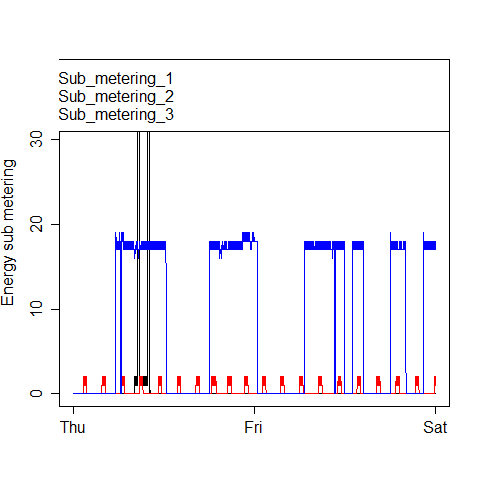 Sub_metering_1
Sub_metering_2
Sub_metering_3
Energy sub metering
30
20
10
0
Thu Fri Sat